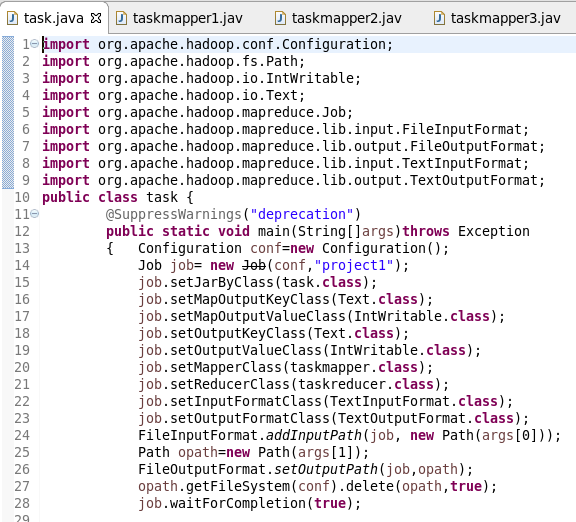 task.java taskmapper1.jav taskmapper2.jav taskmapper3.jav
1 import org.apache.hadoop.conf.Configuration;
2 import org.apache.hadoop.fs.Path;
3 import org.apache.hadoop.io.IntWritable;
4 import org.apache.hadoop.io.Text;
5 import org.apache.hadoop.mapreduce.Job;
6 import org.apache.hadoop.mapreduce.lib.input.FileInputFormat;
7 import org.apache.hadoop.mapreduce.lib.output.FileOutputFormat;
8 import org.apache.hadoop.mapreduce.lib.input.TextInputFormat;
9 import org.apache.hadoop.mapreduce.lib.output.TextOutputFormat;
10 public class task {
11 @SuppressWarnings("deprecation")
12 public static void main(String[]args)throws Exception
13 { Configuration conf=new Configuration();
14 Job job= new Job(conf,"project1");
15 job.setJarByClass(task.class);
16 job.setMapOutputKeyClass(Text.class);
17 job.setMapOutputValueClass(IntWritable.class);
18 job.setOutputKeyClass(Text.class);
19 job.setOutputValueClass(IntWritable.class);
20 job.setMapperClass(taskmapper.class);
21 job.setReducerClass(taskreducer.class);
22 job.setInputFormatClass(TextInputFormat.class);
23 job.setOutputFormatClass(TextOutputFormat.class);
24 FileInputFormat.addInputPath(job, new Path(args[0]));
25 Path opath=new Path(args[1]);
26 FileOutputFormat.setOutputPath(job,opath);
27 opath.getFileSystem(conf).delete(opath,true);
28 job.waitForCompletion(true);
29